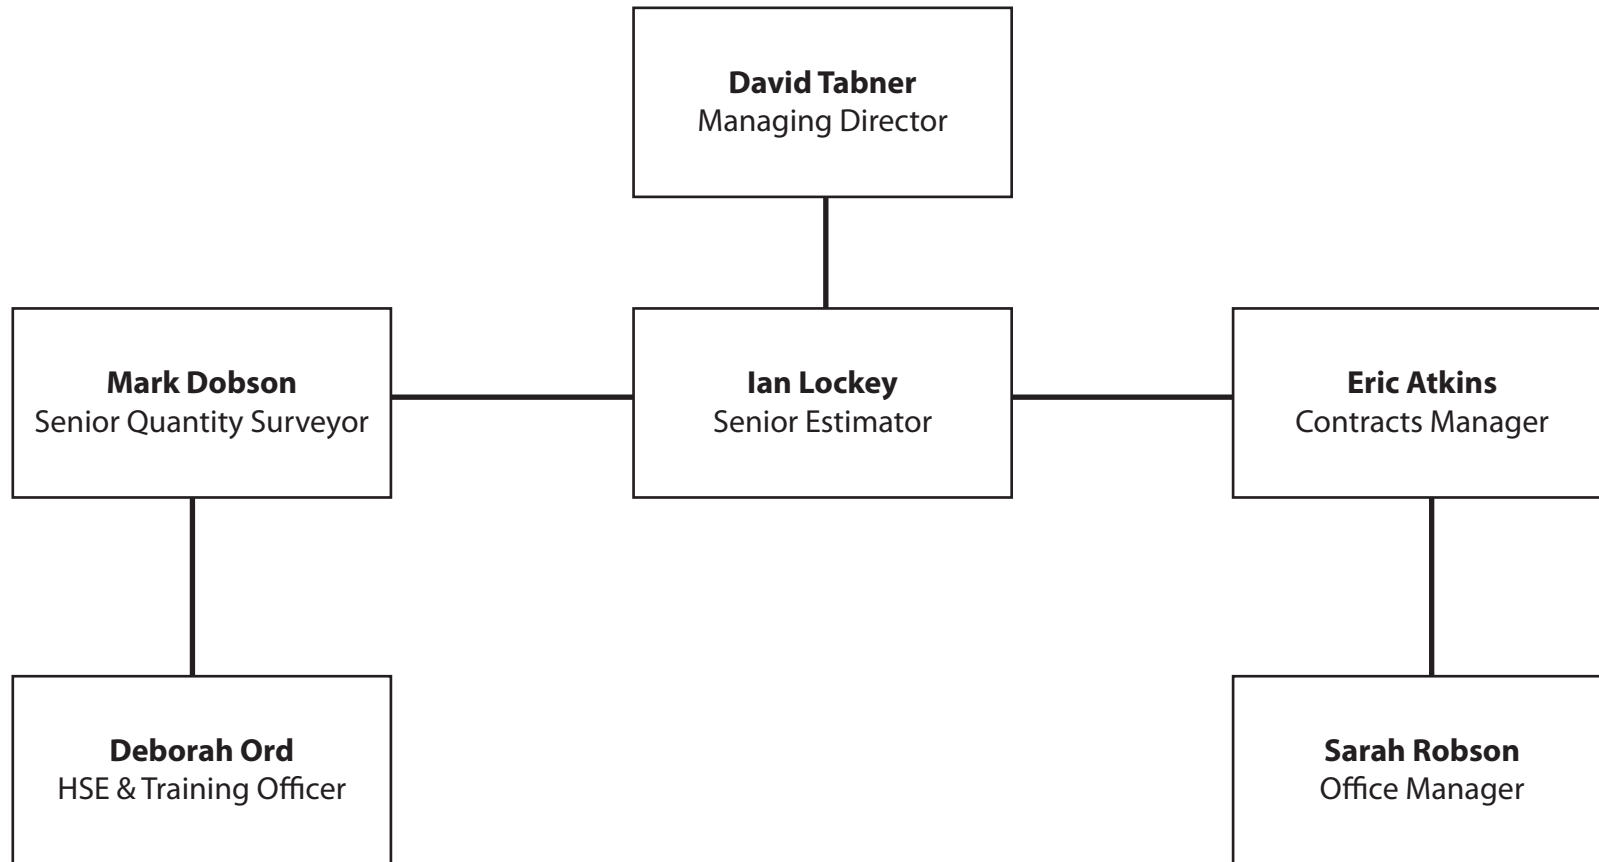 David Tabner
Managing Director
Mark Dobson
Senior Quantity Surveyor
Ian Lockey
Senior Estimator
Eric Atkins
Contracts Manager
Deborah Ord
HSE & Training Officer
Sarah Robson
Office Manager